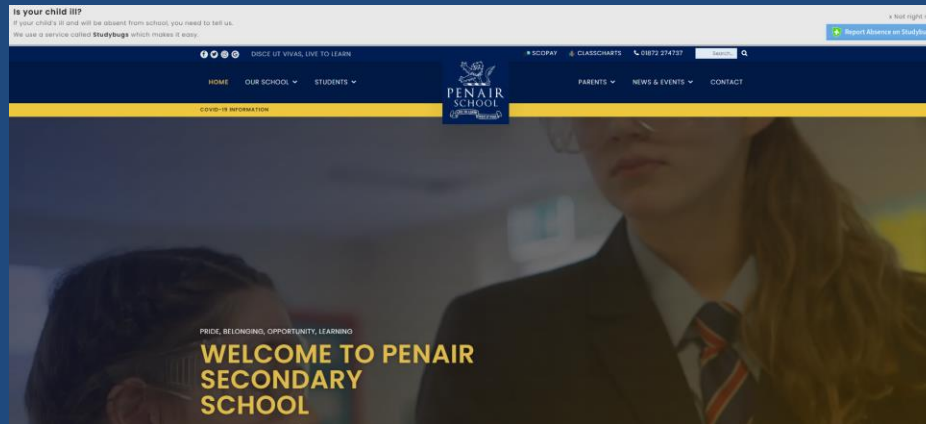 Is your child ill?
If your child's ill and will be absent from school, you need to tell us.
We use a service called Studybugs which makes it easy.
x Not right
Report Absence on Studybu
DISCE UT VIVAS, LIVE TO LEARN
SCOPAY
CLASSCHARTS
01872 274737
Search..
HOME
OUR SCHOOL
STUDENTS
PENAIR
SCHOOL
PARENTS
NEWS & EVENTS
CONTACT
COVID-19 INFORMATION
PRIDE, BELONGING, OPPORTUNITY, LEARNING
WELCOME TO PENAIR
SECONDARY
SCHOOL